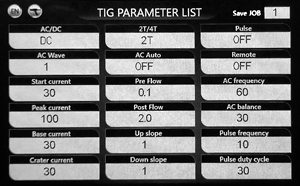 EN TIG PARAMETER LIST Save JOB 1
AC/DC 2T/4T Pulse
DC 2T OFF
AC Wave AC Auto Remote
1 OFF OFF
Start current Pre Flow AC frequency
30 0.1 60
Peak current Post Flow AC balance
100 2.0 30
Base current Up slope Pulse frequency
30 1 10
Crater current Down slope Pulse duty cycle
30 1 30